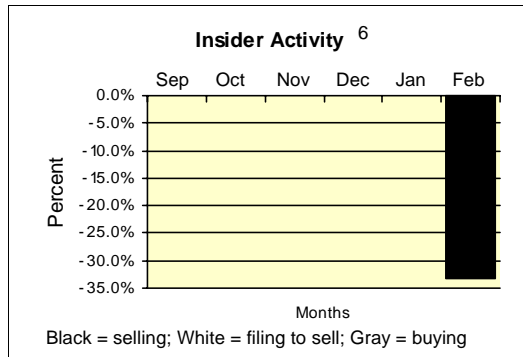 Insider Activity 6
Sep Oct Nov Dec Jan Feb
0.0%
-5.0%
-10.0%
-15.0%
-20.0%
-25.0%
-30.0%
-35.0%
Percent
Months
Black = selling; White = filing to sell; Gray = buying